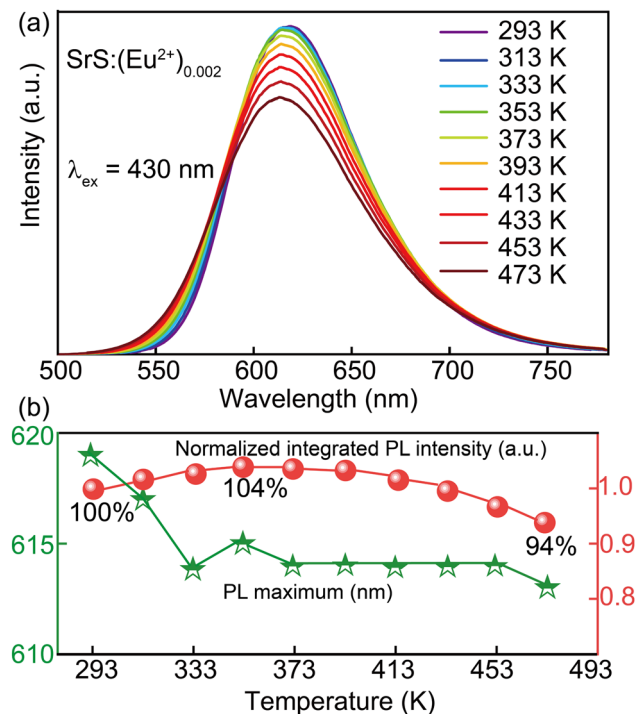 (a)
SrS:(Eu²⁺)₀.₀₀₂
λex = 430 nm
293 K
313 K
333 K
353 K
373 K
393 K
413 K
433 K
453 K
473 K
Intensity (a.u.)
500 550 600 650 700 750
Wavelength (nm)
(b)
620
615
610
Normalized integrated PL intensity (a.u.)
100%
104%
94%
PL maximum (nm)
1.0
0.9
0.8
293 333 373 413 453 493
Temperature (K)